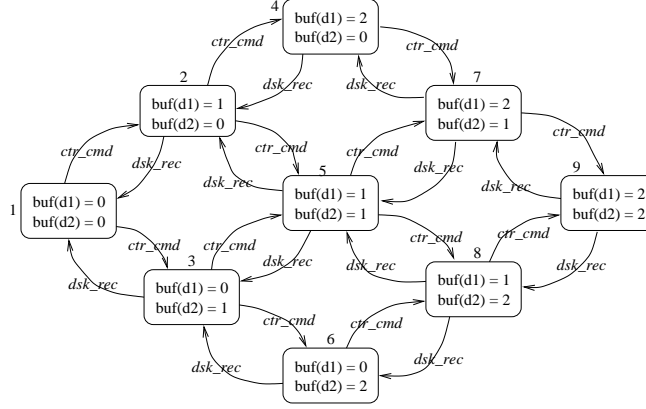 4
buf(d1) = 2
buf(d2) = 0
ctr_cmd
ctr_cmd
dsk_rec
dsk_rec
2
buf(d1) = 1
buf(d2) = 0
7
buf(d1) = 2
buf(d2) = 1
ctr_cmd
dsk_rec
ctr_cmd
dsk_rec
ctr_cmd
dsk_rec
ctr_cmd
dsk_rec
1
buf(d1) = 0
buf(d2) = 0
5
buf(d1) = 1
buf(d2) = 1
9
buf(d1) = 2
buf(d2) = 2
ctr_cmd
dsk_rec
ctr_cmd
dsk_rec
ctr_cmd
dsk_rec
ctr_cmd
dsk_rec
3
buf(d1) = 0
buf(d2) = 1
8
buf(d1) = 1
buf(d2) = 2
ctr_cmd
dsk_rec
ctr_cmd
dsk_rec
6
buf(d1) = 0
buf(d2) = 2